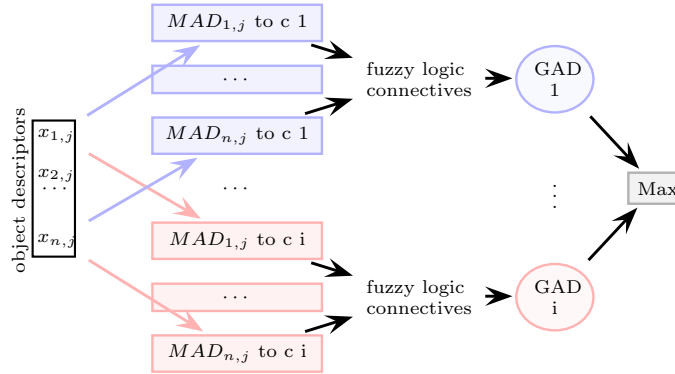 object descriptors
x1,j
x2,j
...
xn,j
MAD1,j to c 1
...
MADn,j to c 1
...
MAD1,j to c i
...
MADn,j to c i
fuzzy logic
connectives
fuzzy logic
connectives
GAD
1
⋮
GAD
i
Max